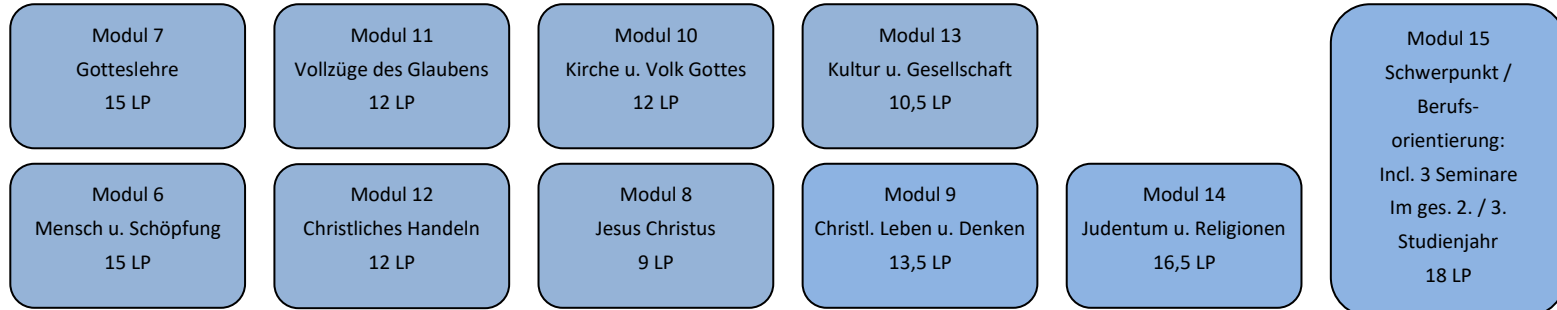 Modul 7
Gotteslehre
15 LP
Modul 11
Vollzüge des Glaubens
12 LP
Modul 10
Kirche u. Volk Gottes
12 LP
Modul 13
Kultur u. Gesellschaft
10,5 LP
Modul 15
Schwerpunkt /
Berufs-
orientierung:
Incl. 3 Seminare
Im ges. 2. / 3.
Studienjahr
18 LP
Modul 6
Mensch u. Schöpfung
15 LP
Modul 12
Christliches Handeln
12 LP
Modul 8
Jesus Christus
9 LP
Modul 9
Christl. Leben u. Denken
13,5 LP
Modul 14
Judentum u. Religionen
16,5 LP